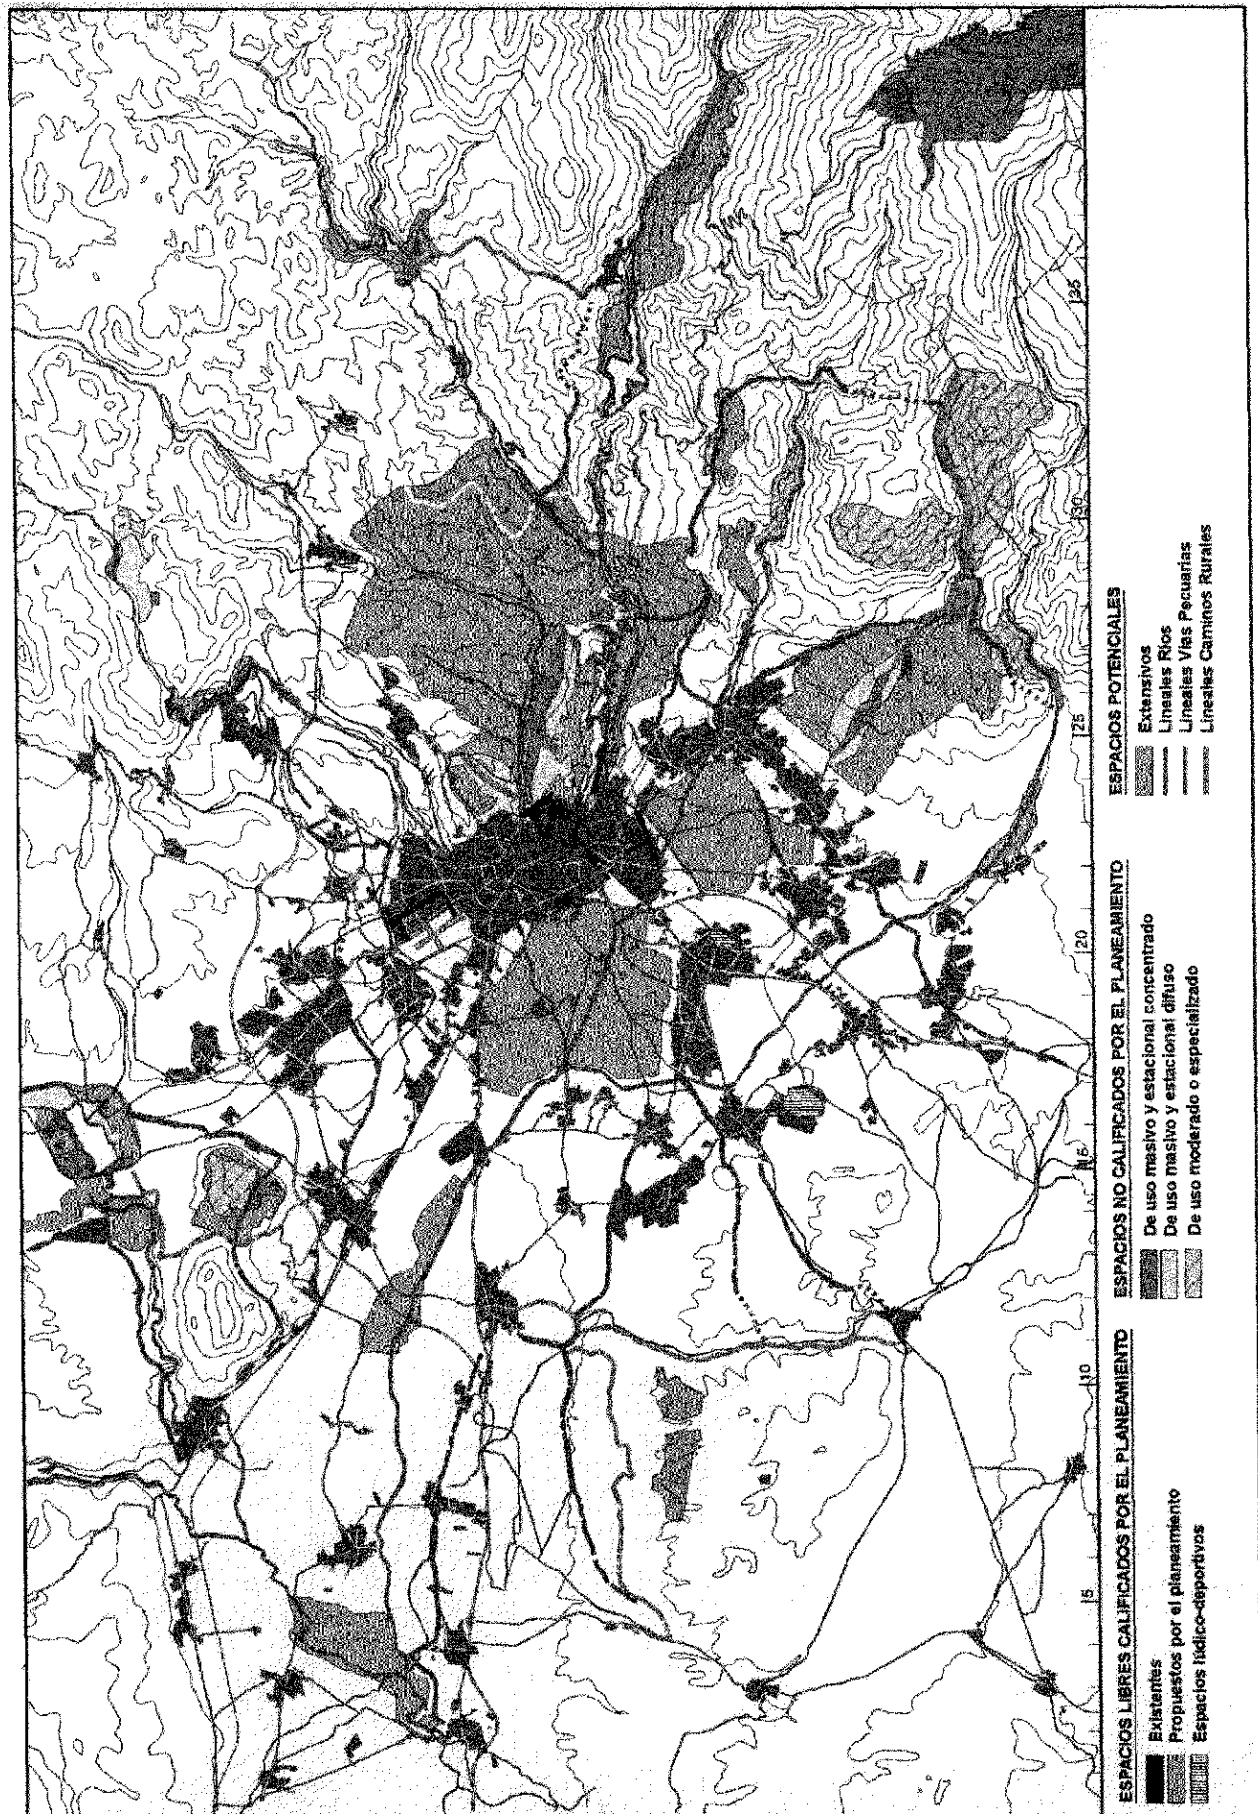 ESPACIOS LIBRES CALIFICADOS POR EL PLANEAMIENTO
Existentes
Propuestos por el planeamiento
Espacios lúdico-deportivos
ESPACIOS NO CALIFICADOS POR EL PLANEAMIENTO
De uso masivo y estacional concentrado
De uso masivo y estacional difuso
De uso moderado o especializado
ESPACIOS POTENCIALES
Extensivos
Lineales Rios
Lineales Vías Pecuarias
Lineales Caminos Rurales
5
10
15
20
25
30
35